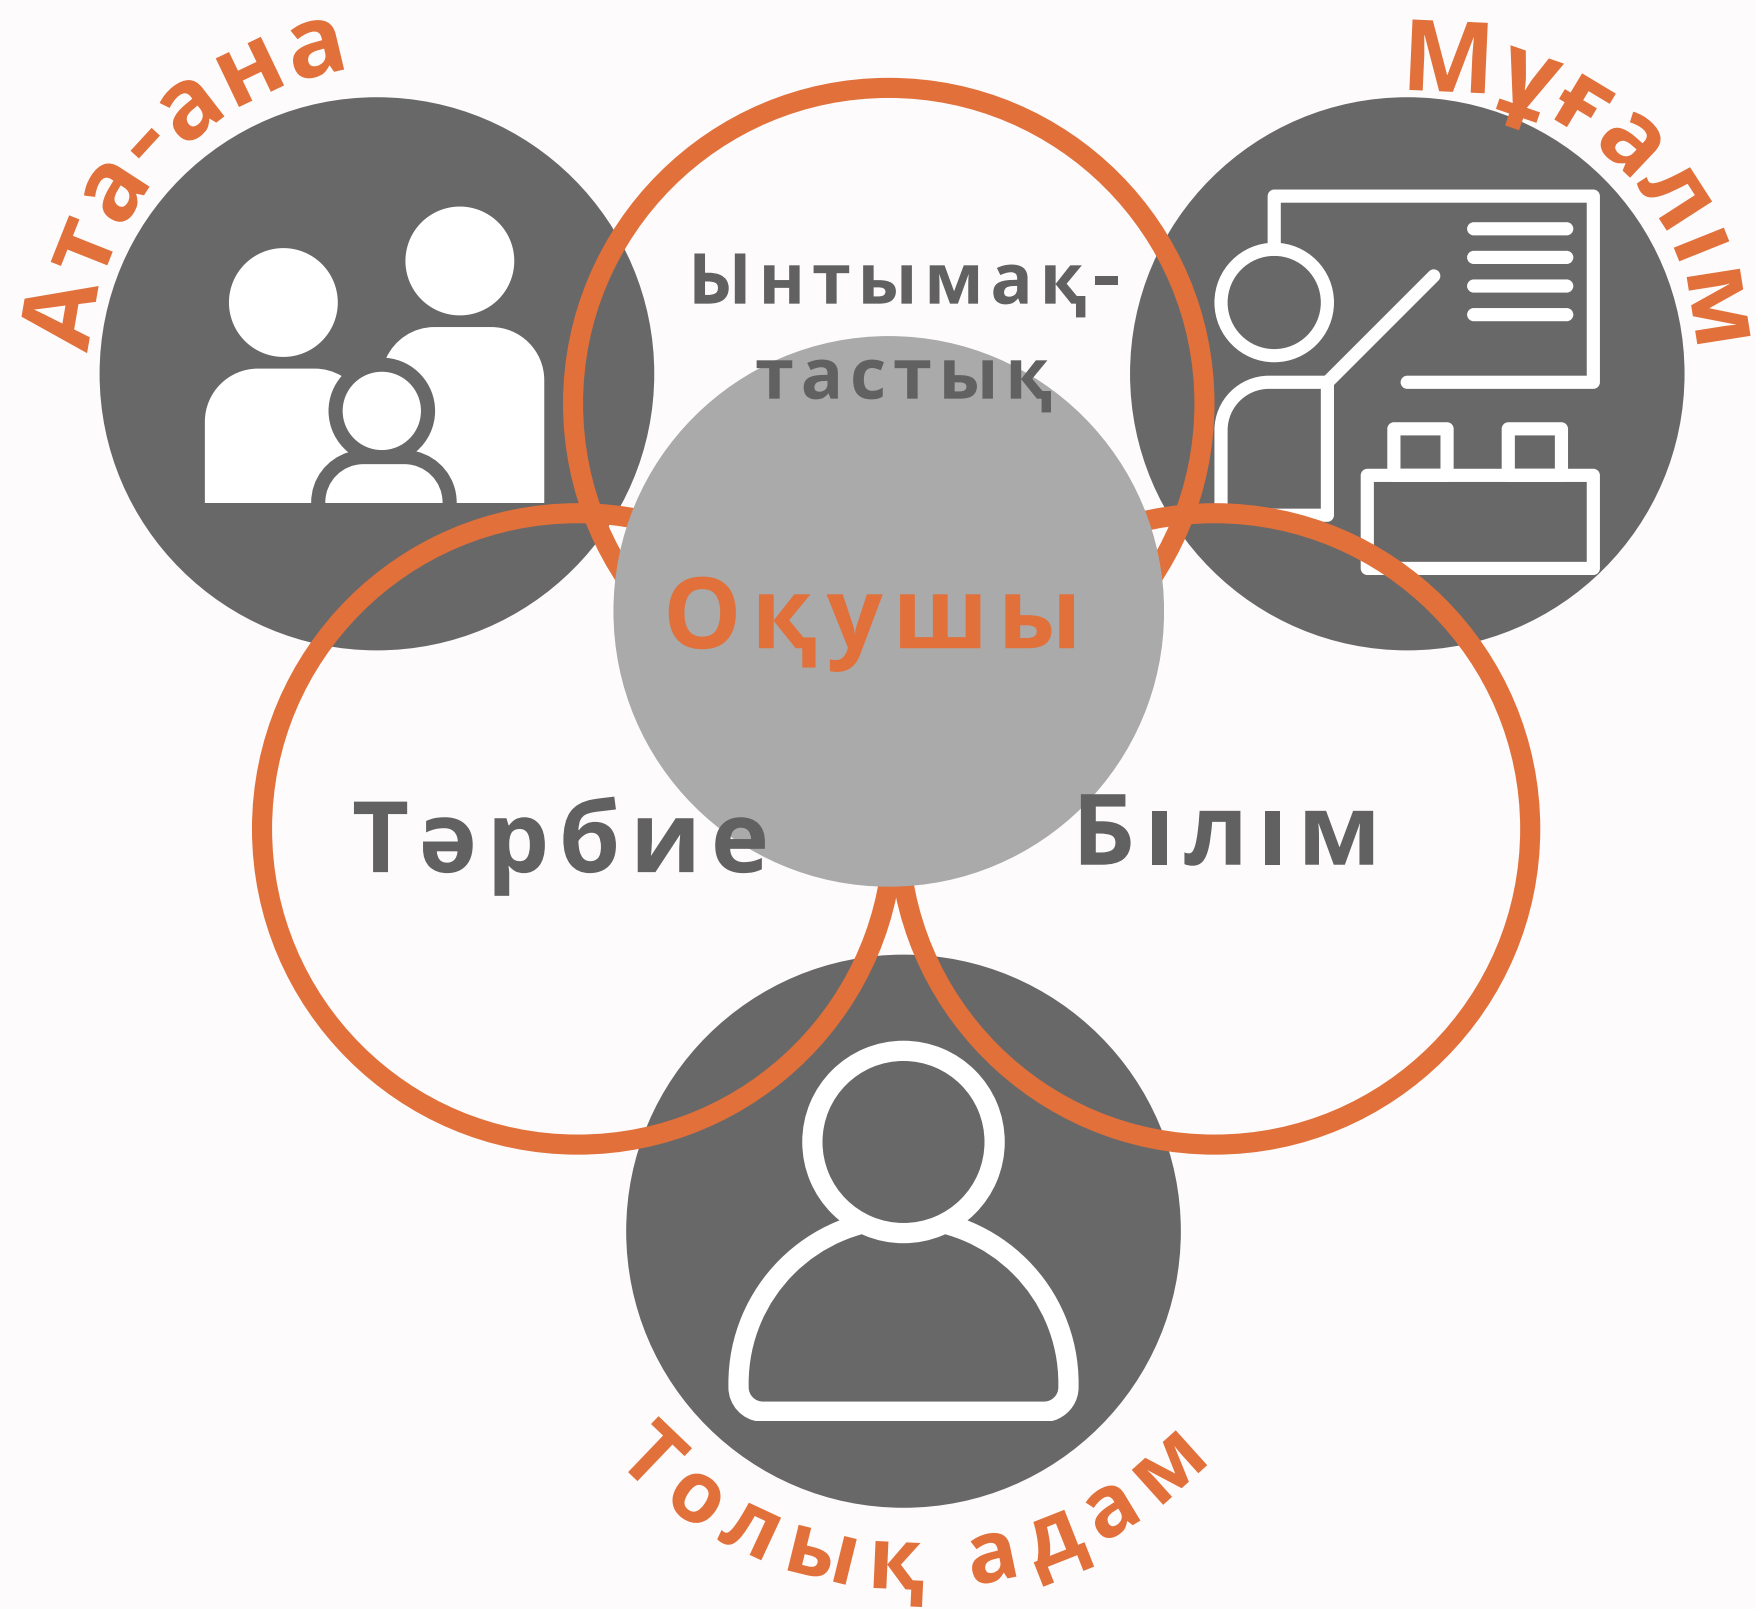 Ата-ана
Мұғалім
Ынтымақ-
тастық
Оқушы
Тәрбие
Білім
Толық адам